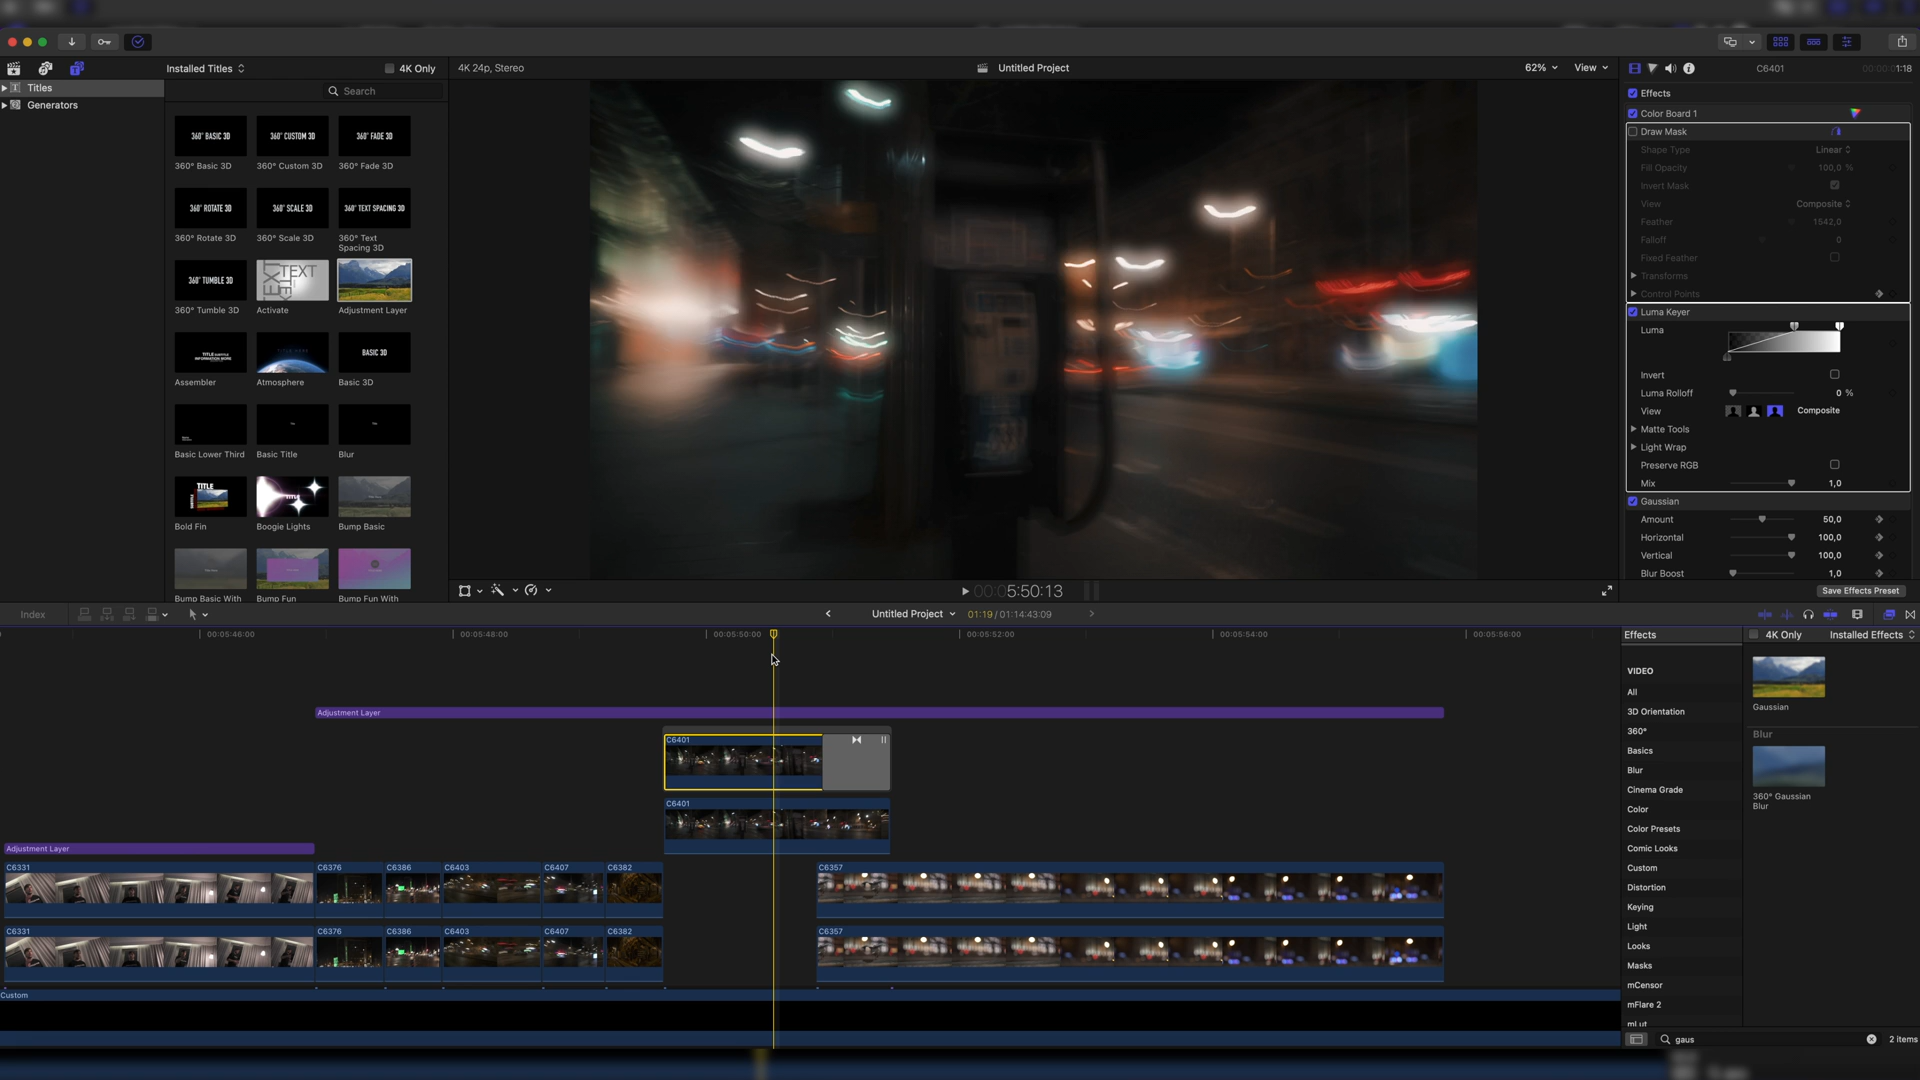 Installed Titles
4K Only
4K 24p, Stereo
Untitled Project
62%
View
C6401
00:00:01:18
Titles
Generators
Search
360° BASIC 3D
360° CUSTOM 3D
360° FADE 3D
360° Basic 3D
360° Custom 3D
360° Fade 3D
360° ROTATE 3D
360° SCALE 3D
360° TEXT SPACING 3D
360° Rotate 3D
360° Scale 3D
360° Text
Spacing 3D
360° TUMBLE 3D
TEXT
360° Tumble 3D
Activate
Adjustment Layer
BASIC 3D
Assembler
Atmosphere
Basic 3D
Basic Lower Third
Basic Title
Blur
TITLE
Bold Fin
Boogie Lights
Bump Basic
Bump Basic With
Bump Fun
Bump Fun With
Effects
Color Board 1
Draw Mask
Shape Type
Linear
Fill Opacity
100,0 %
Invert Mask
View
Composite
Feather
1542,0
Falloff
0
Fixed Feather
Transforms
Control Points
Luma Keyer
Luma
Invert
Luma Rolloff
0 %
View
Composite
Matte Tools
Light Wrap
Preserve RGB
Mix
1,0
Gaussian
Amount
50,0
Horizontal
100,0
Vertical
100,0
Blur Boost
1,0
Save Effects Preset
00:05:50:13
Index
Untitled Project
01:19 / 01:14:43:09
00:05:46:00
00:05:48:00
00:05:50:00
00:05:52:00
00:05:54:00
00:05:56:00
Adjustment Layer
C6401
C6401
Adjustment Layer
C6331
C6376
C6386
C6403
C6407
C6382
C6357
C6331
C6376
C6386
C6403
C6407
C6382
C6357
Custom
Effects
4K Only
Installed Effects
VIDEO
All
3D Orientation
360°
Basics
Blur
Cinema Grade
Color
Color Presets
Comic Looks
Custom
Distortion
Keying
Light
Looks
Masks
mCensor
mFlare 2
mLut
Gaussian
Blur
360° Gaussian
Blur
gaus
2 items